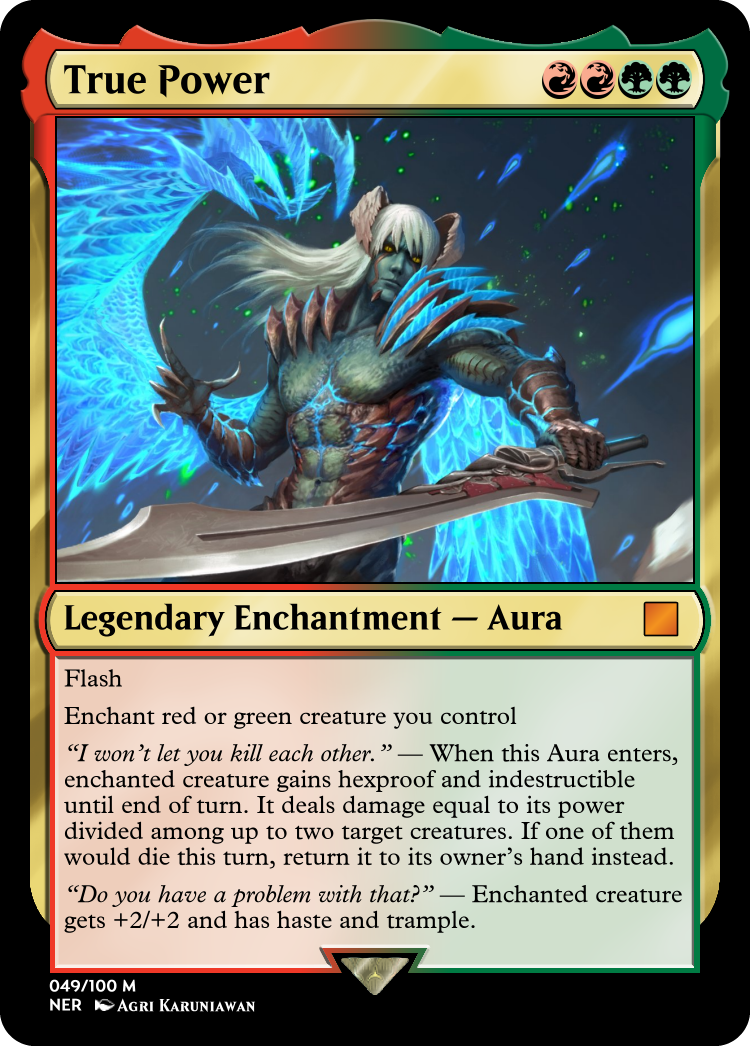 True Power
Legendary Enchantment — Aura
Flash
Enchant red or green creature you control
“I won’t let you kill each other.” — When this Aura enters,
enchanted creature gains hexproof and indestructible
until end of turn. It deals damage equal to its power
divided among up to two target creatures. If one of them
would die this turn, return it to its owner’s hand instead.
“Do you have a problem with that?” — Enchanted creature
gets +2/+2 and has haste and trample.
049/100 M
NER Agri Karuniawan